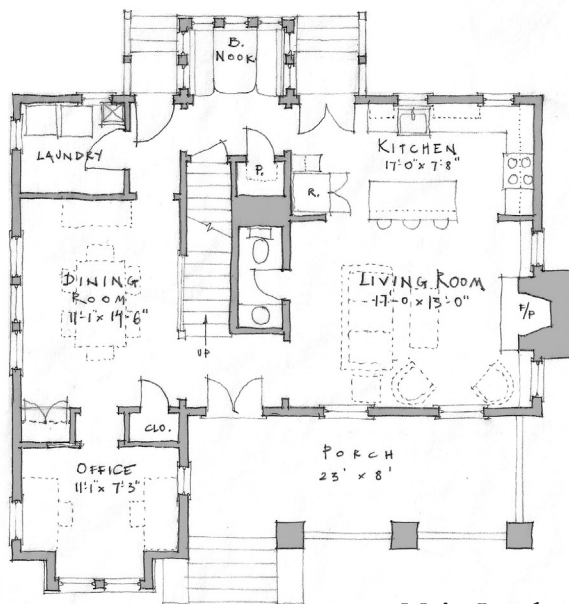 B.
NOOK
LAUNDRY
KITCHEN
17'-0" x 7'-8"
P.
R.
DINING
ROOM
11'-1" x 14'-6"
LIVING ROOM
17'-0 x 13'-0"
F/P
UP
CLO.
PORCH
23' x 8'
OFFICE
11'-1" x 7'-3"